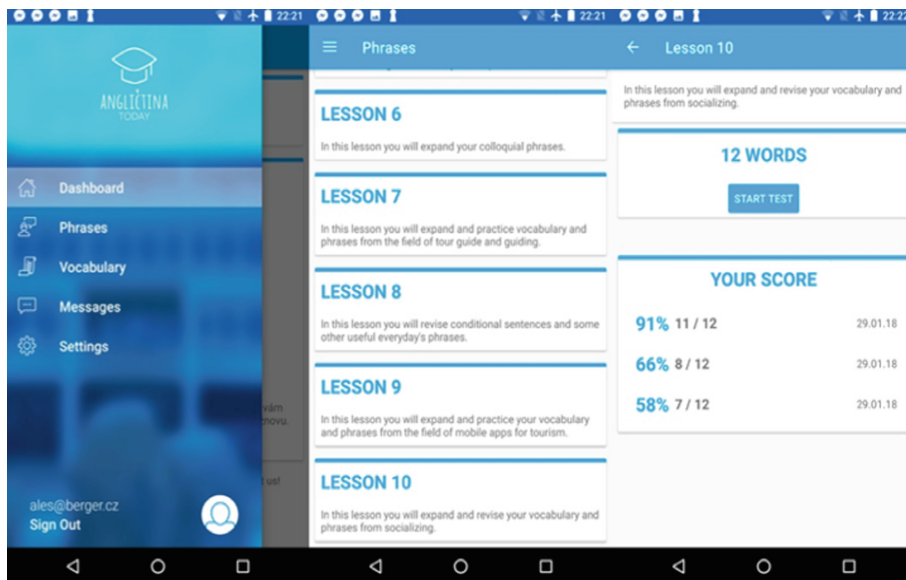 22:21
ANGLIČTINA
TODAY
Dashboard
Phrases
Vocabulary
Messages
Settings
vám
znovu.
us!
ales@berger.cz
Sign Out
22:21
Phrases
LESSON 6
In this lesson you will expand your colloquial phrases.
LESSON 7
In this lesson you will expand and practice vocabulary and
phrases from the field of tour guide and guiding.
LESSON 8
In this lesson you will revise conditional sentences and some
other useful everyday's phrases.
LESSON 9
In this lesson you will expand and practice your vocabulary
and phrases from the field of mobile apps for tourism.
LESSON 10
In this lesson you will expand and revise your vocabulary and
phrases from socializing.
22:22
Lesson 10
In this lesson you will expand and revise your vocabulary and
phrases from socializing.
12 WORDS
START TEST
YOUR SCORE
91% 11 / 12 29.01.18
66% 8 / 12 29.01.18
58% 7 / 12 29.01.18